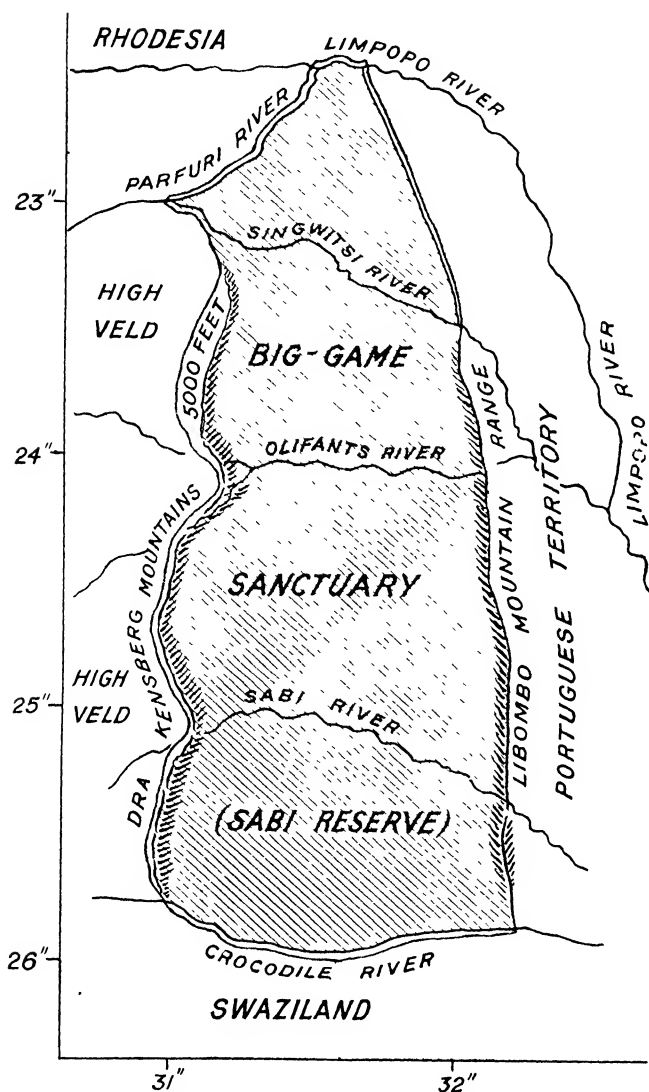 RHODESIA
LIMPOPO RIVER
PARFURI RIVER
23"
SINGWITSI RIVER
HIGH
VELD
5000 FEET
BIG-GAME
LIMPOPO RIVER
24"
OLIFANTS RIVER
SANCTUARY
LIBOMBO MOUNTAIN RANGE
PORTUGUESE TERRITORY
HIGH
VELD
DRA KENSBERG MOUNTAINS
25"
SABI RIVER
(SABI RESERVE)
26"
CROCODILE RIVER
SWAZILAND
31"
32"